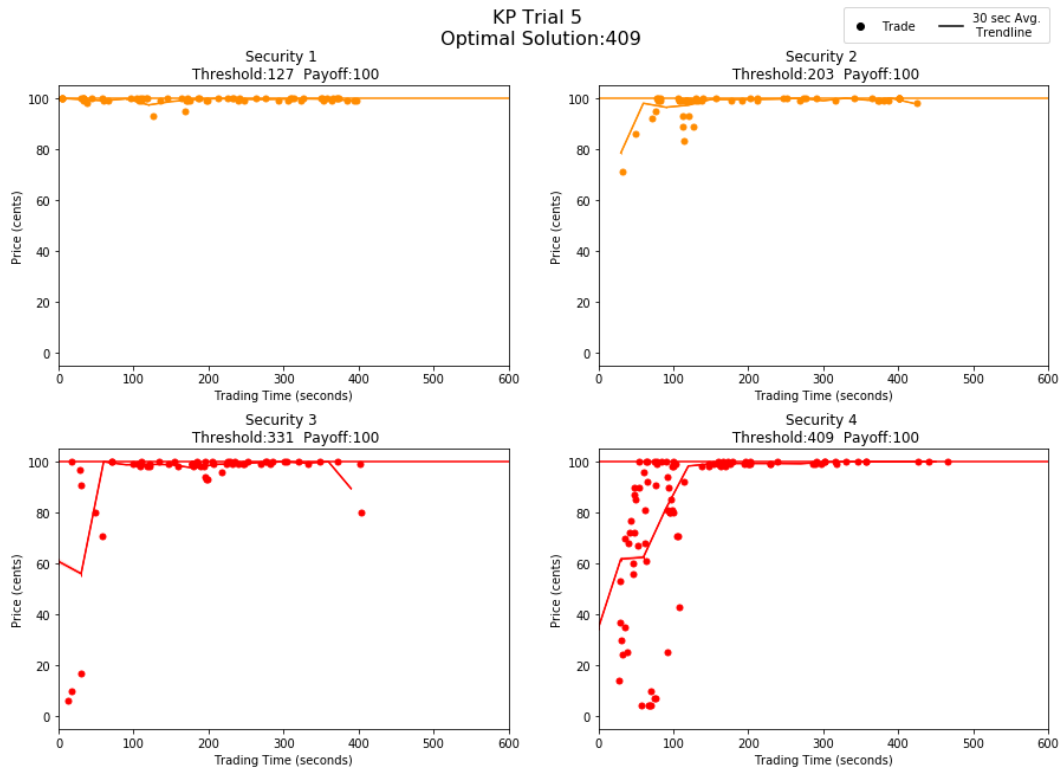 KP Trial 5
Optimal Solution:409
Trade
30 sec Avg.
Trendline
Security 1
Threshold:127 Payoff:100
Price (cents)
100
80
60
40
20
0
0 100 200 300 400 500 600
Trading Time (seconds)
Security 2
Threshold:203 Payoff:100
Price (cents)
100
80
60
40
20
0
0 100 200 300 400 500 600
Trading Time (seconds)
Security 3
Threshold:331 Payoff:100
Price (cents)
100
80
60
40
20
0
0 100 200 300 400 500 600
Trading Time (seconds)
Security 4
Threshold:409 Payoff:100
Price (cents)
100
80
60
40
20
0
0 100 200 300 400 500 600
Trading Time (seconds)